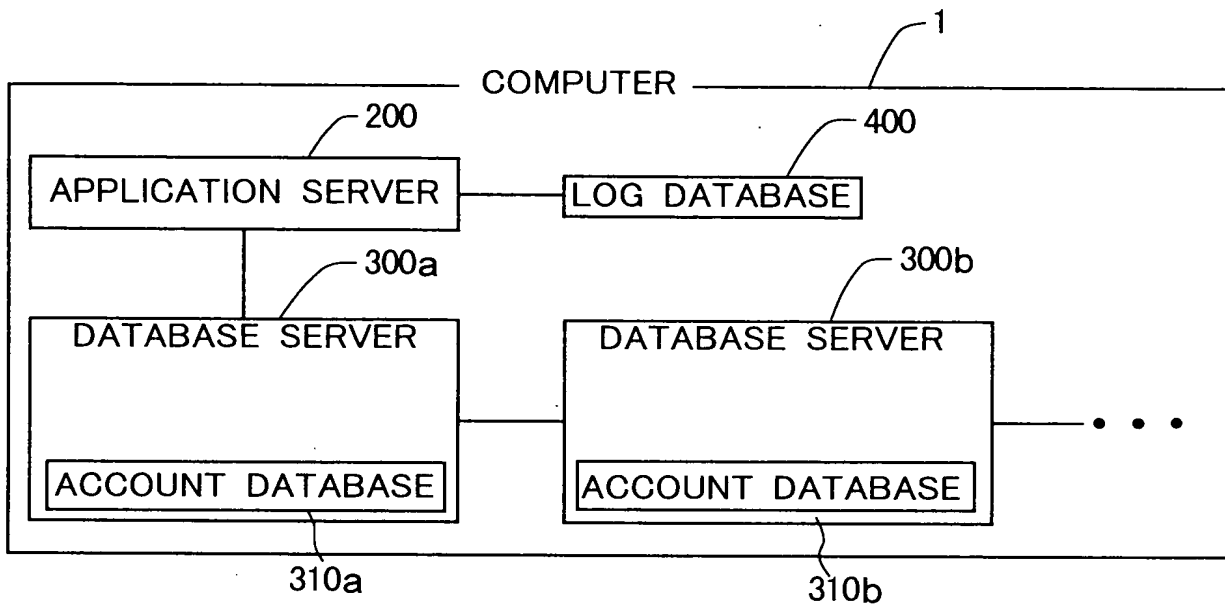 1
COMPUTER
200
400
APPLICATION SERVER
LOG DATABASE
300a
300b
DATABASE SERVER
DATABASE SERVER
ACCOUNT DATABASE
ACCOUNT DATABASE
310a
310b